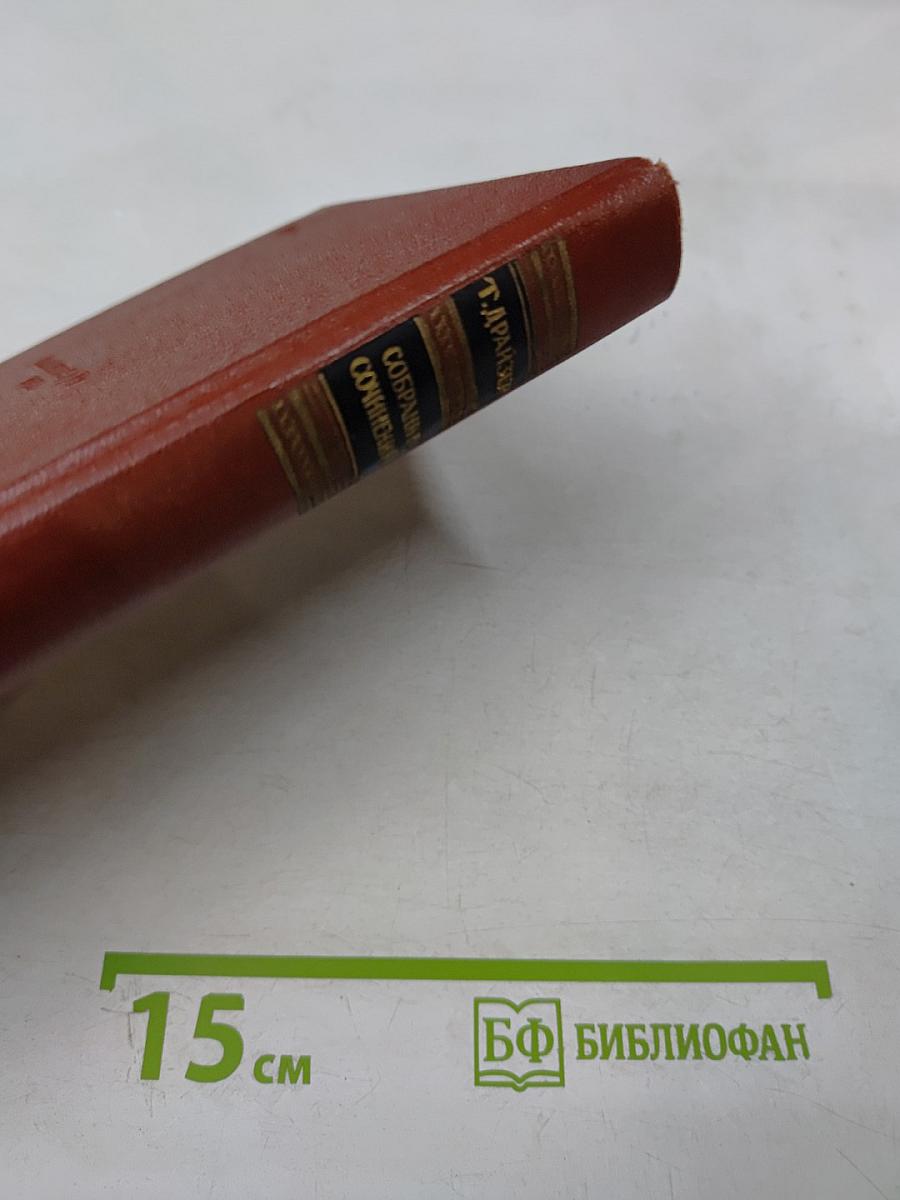 Т. ДРАЙЗЕР
СОБРАНИЕ
СОЧИНЕНИЙ
15 см
БФ БИБЛИОФАН